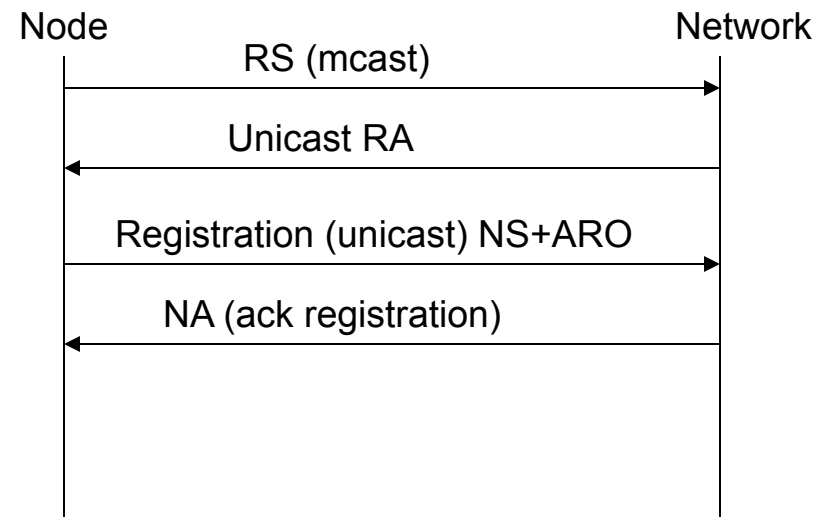 Node
Network
RS (mcast)
Unicast RA
Registration (unicast) NS+ARO
NA (ack registration)